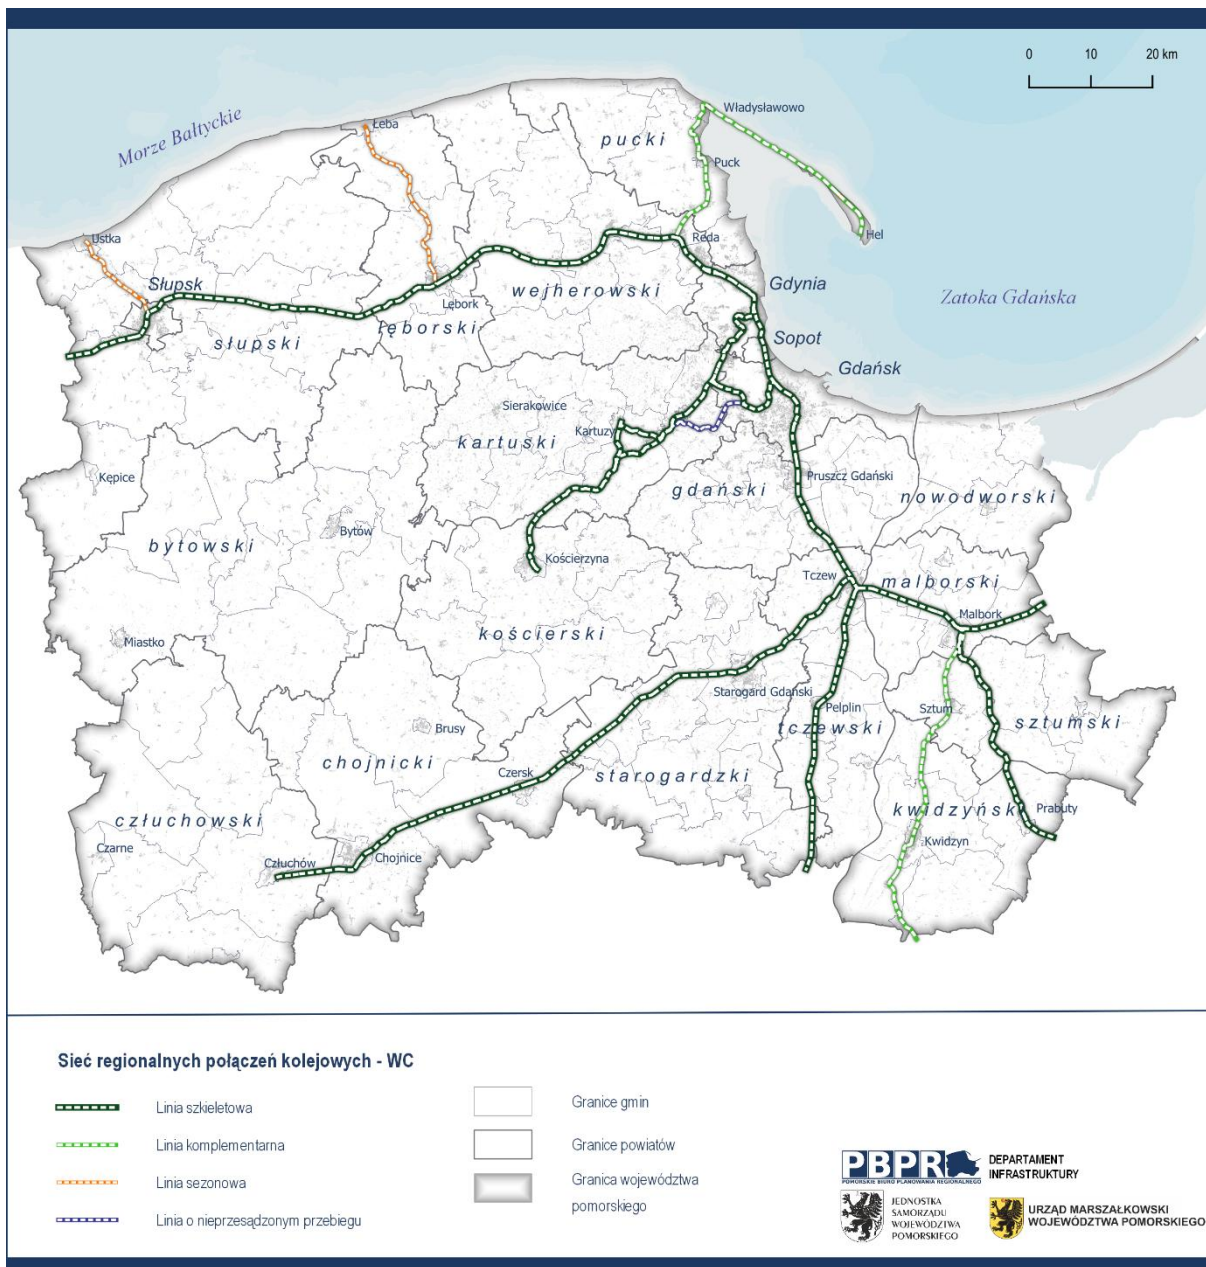 0 10 20 km
Morze Bałtyckie
Łeba
Władysławowo
pucki
Puck
Ustka
Reda
Hel
Słupsk
Lębork
wejherowski
Gdynia
Zatoka Gdańska
słupski
lęborski
Sopot
Gdańsk
Sierakowice
Kartuzy
kartuski
Kępice
gdański
Pruszcz Gdański
nowodworski
bytowski
Bytów
Kościerzyna
Tczew
malborski
Malbork
Miastko
kościerski
Starogard Gdański
Pelplin
Sztum
sztumski
Brusy
tczewski
chojnicki
Czersk
starogardzki
człuchowski
kwidzyński
Prabuty
Czarne
Człuchów
Chojnice
Kwidzyn
Sieć regionalnych połączeń kolejowych - WC
Linia szkieletowa
Linia komplementarna
Linia sezonowa
Linia o nieprzesądzonym przebiegu
Granice gmin
Granice powiatów
Granica województwa
pomorskiego
PBPR
POMORSKIE BIURO PLANOWANIA REGIONALNEGO
DEPARTAMENT
INFRASTRUKTURY
JEDNOSTKA
SAMORZĄDU
WOJEWÓDZTWA
POMORSKIEGO
URZĄD MARSZAŁKOWSKI
WOJEWÓDZTWA POMORSKIEGO